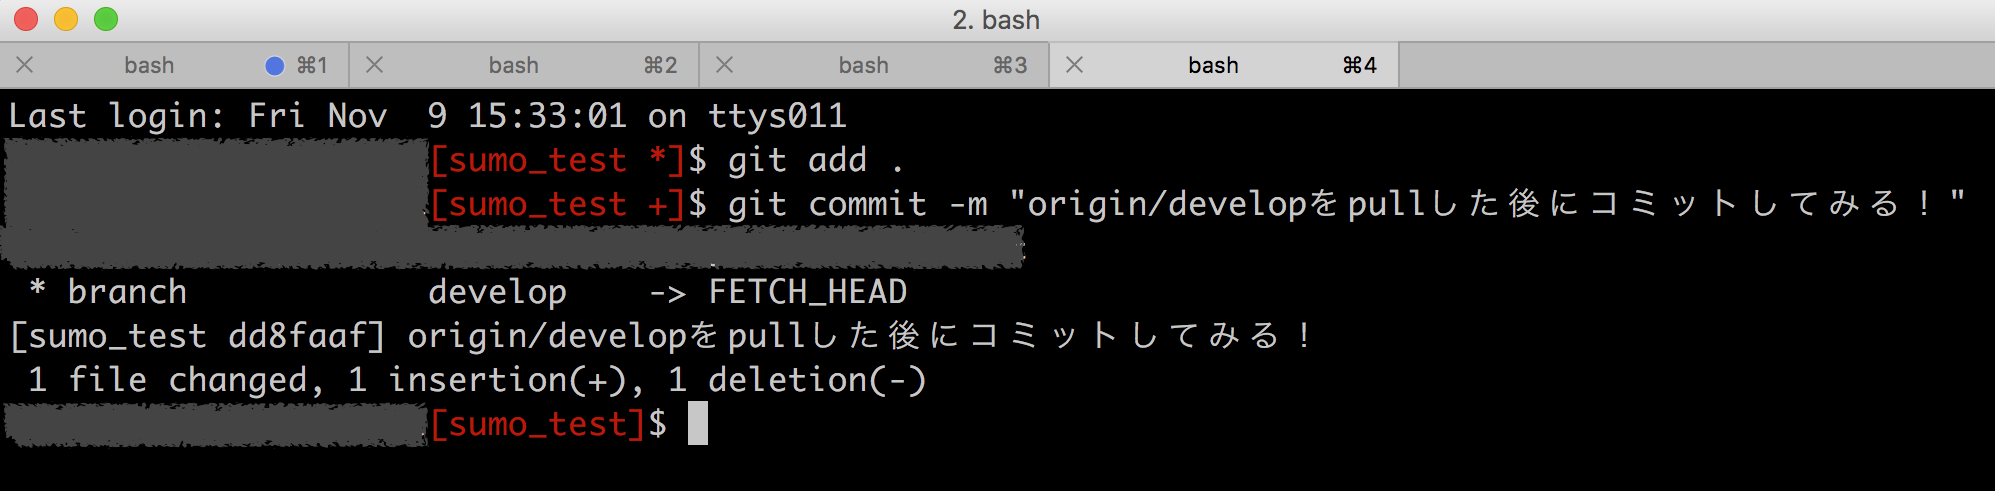 2. bash
bash ⌘1 bash ⌘2 bash ⌘3 bash ⌘4
Last login: Fri Nov  9 15:33:01 on ttys011
[sumo_test *]$ git add .
[sumo_test +]$ git commit -m "origin/developをpullした後にコミットしてみる！"
 * branch            develop    -> FETCH_HEAD
[sumo_test dd8faaf] origin/developをpullした後にコミットしてみる！
 1 file changed, 1 insertion(+), 1 deletion(-)
[sumo_test]$